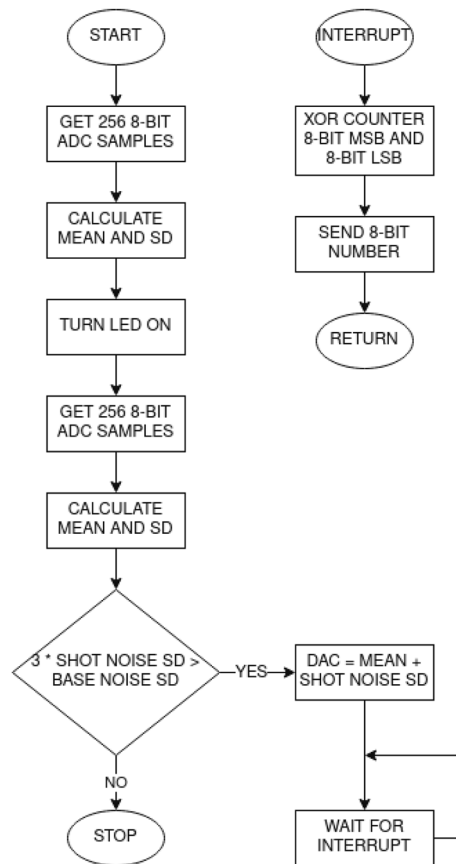 START
GET 256 8-BIT
ADC SAMPLES
CALCULATE
MEAN AND SD
TURN LED ON
GET 256 8-BIT
ADC SAMPLES
CALCULATE
MEAN AND SD
3 * SHOT NOISE SD >
BASE NOISE SD
YES
NO
STOP
DAC = MEAN +
SHOT NOISE SD
WAIT FOR
INTERRUPT
INTERRUPT
XOR COUNTER
8-BIT MSB AND
8-BIT LSB
SEND 8-BIT
NUMBER
RETURN